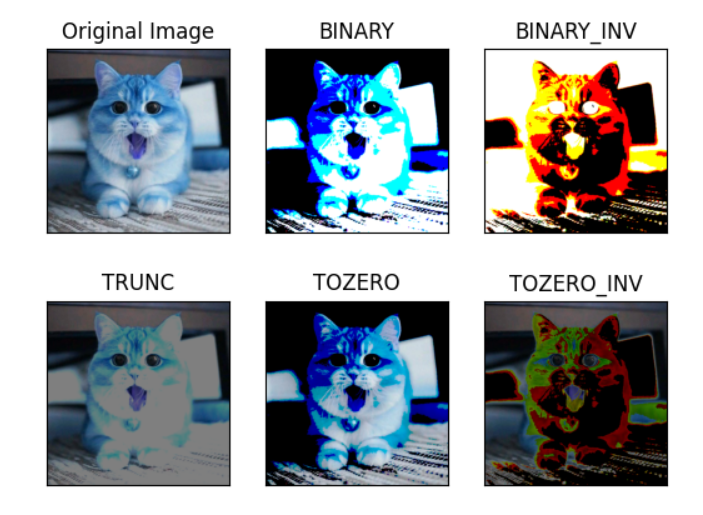 Original Image
BINARY
BINARY_INV
TRUNC
TOZERO
TOZERO_INV